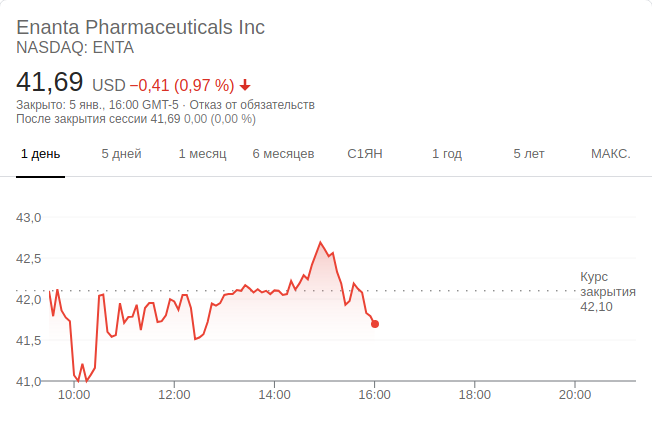 Enanta Pharmaceuticals Inc
NASDAQ: ENTA
41,69 USD −0,41 (0,97 %)
Закрыто: 5 янв., 16:00 GMT-5 · Отказ от обязательств
После закрытия сессии 41,69 0,00 (0,00 %)
1 день 5 дней 1 месяц 6 месяцев С1ЯН 1 год 5 лет МАКС.
43,0
42,5
42,0
41,5
41,0
Курс
закрытия
42,10
10:00 12:00 14:00 16:00 18:00 20:00